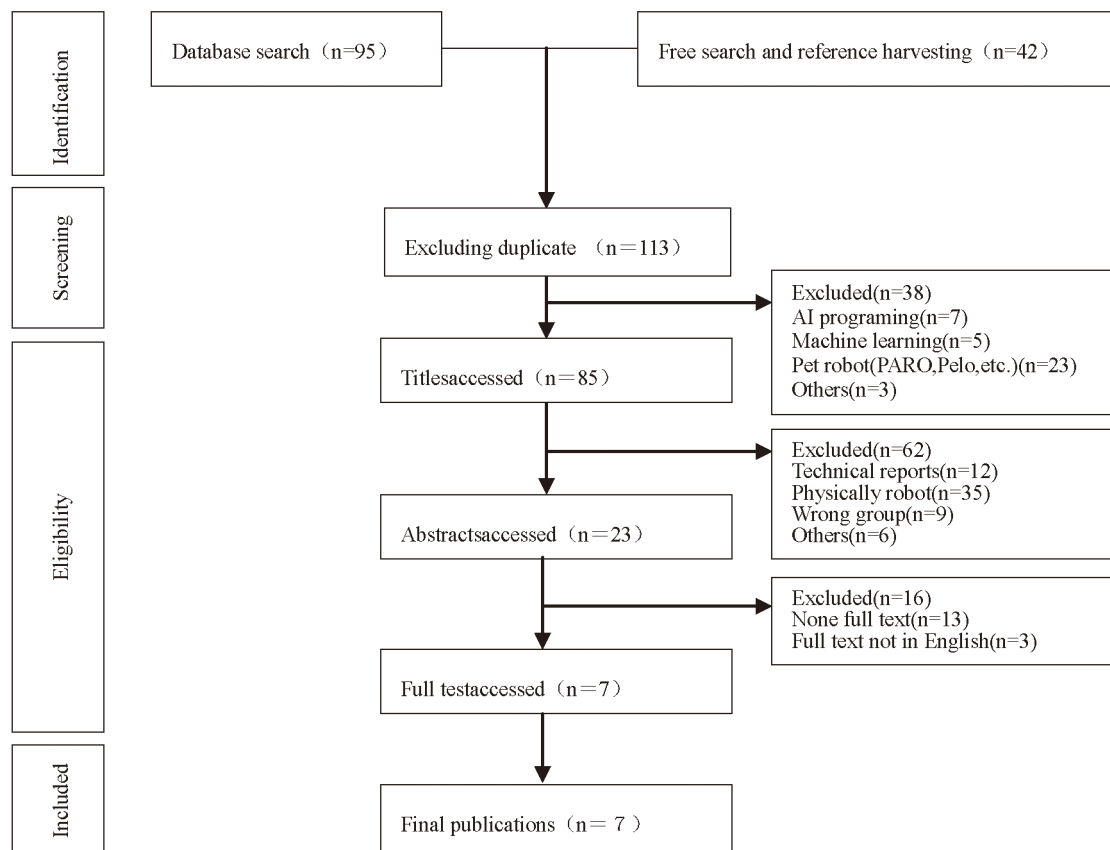 Identification
Database search（n=95）
Free search and reference harvesting（n=42）
Screening
Excluding duplicate （n＝113）
Excluded(n=38)
AI programing(n=7)
Machine learning(n=5)
Pet robot(PARO,Pelo,etc.)(n=23)
Others(n=3)
Eligibility
Titlesaccessed（n＝85）
Excluded(n=62)
Technical reports(n=12)
Physically robot(n=35)
Wrong group(n=9)
Others(n=6)
Abstractsaccessed（n＝23）
Excluded(n=16)
None full text(n=13)
Full text not in English(n=3)
Full testaccessed（n＝7）
Included
Final publications（n＝７）